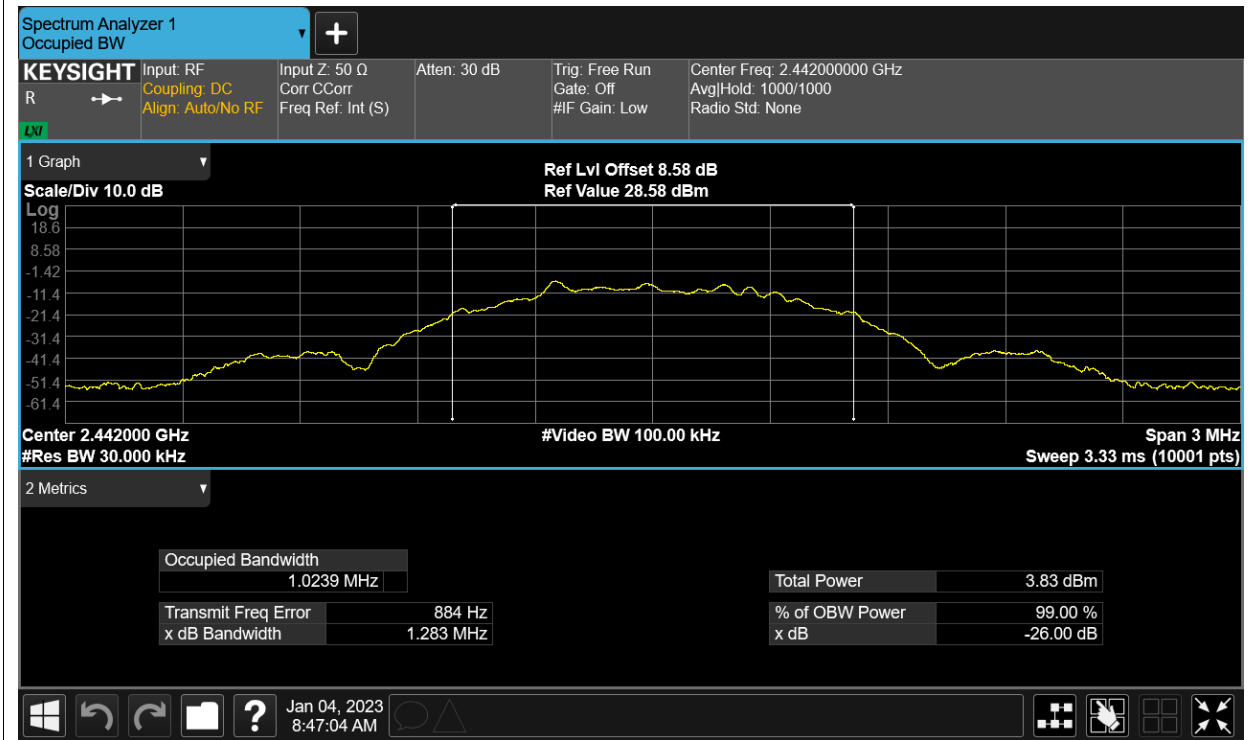 Spectrum Analyzer 1
Occupied BW
▼
+
KEYSIGHT Input: RF Input Z: 50 Ω Atten: 30 dB Trig: Free Run Center Freq: 2.442000000 GHz
R Coupling: DC Corr CCorr Gate: Off Avg|Hold: 1000/1000
Align: Auto/No RF Freq Ref: Int (S) #IF Gain: Low Radio Std: None
LXI
1 Graph ▼ Ref Lvl Offset 8.58 dB
Scale/Div 10.0 dB Ref Value 28.58 dBm
Log
18.6
8.58
-1.42
-11.4
-21.4
-31.4
-41.4
-51.4
-61.4
Center 2.442000 GHz #Video BW 100.00 kHz Span 3 MHz
#Res BW 30.000 kHz Sweep 3.33 ms (10001 pts)
2 Metrics ▼
Occupied Bandwidth
1.0239 MHz Total Power 3.83 dBm
Transmit Freq Error 884 Hz % of OBW Power 99.00 %
x dB Bandwidth 1.283 MHz x dB -26.00 dB
? Jan 04, 2023
8:47:04 AM